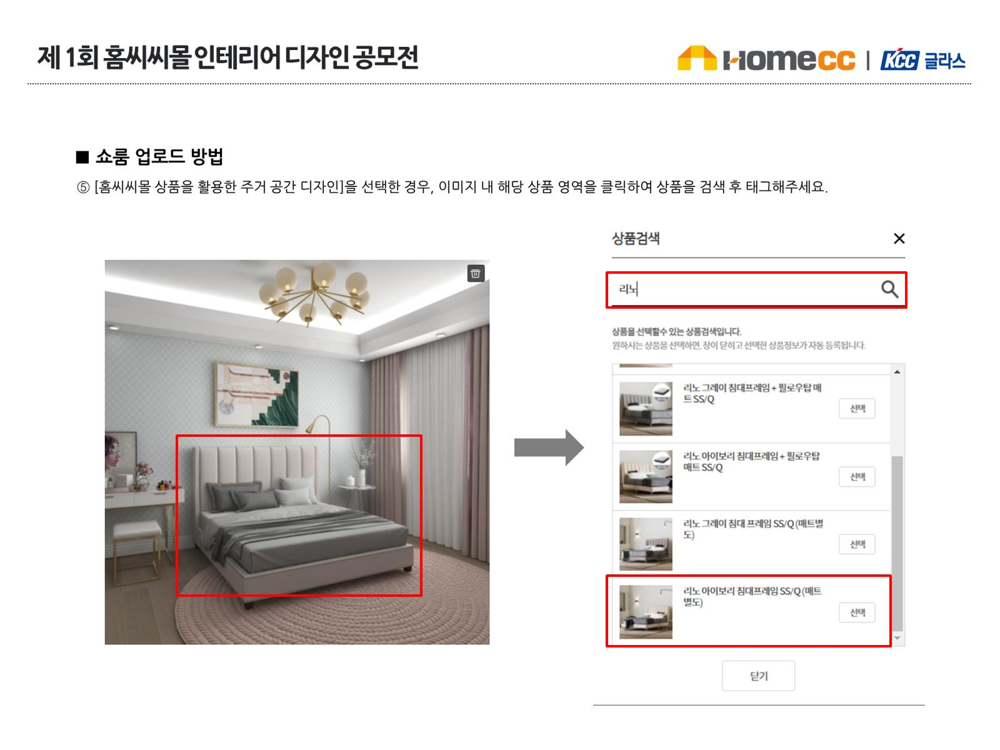 제 1회 홈씨씨몰 인테리어 디자인 공모전
Homecc | KCC 글라스
■ 쇼룸 업로드 방법
⑤ [홈씨씨몰 상품을 활용한 주거 공간 디자인]을 선택한 경우, 이미지 내 해당 상품 영역을 클릭하여 상품을 검색 후 태그해주세요.
상품검색
리노
상품을 선택할수 있는 상품검색입니다.
원하시는 상품을 선택하면, 창이 닫히고 선택한 상품정보가 자동 등록됩니다.
리노 그레이 침대프레임 + 필로우탑 매
트 SS/Q
선택
리노 아이보리 침대프레임 + 필로우탑
매트 SS/Q
선택
리노 그레이 침대 프레임 SS/Q (매트별
도)
선택
리노 아이보리 침대프레임 SS/Q (매트
별도)
선택
닫기